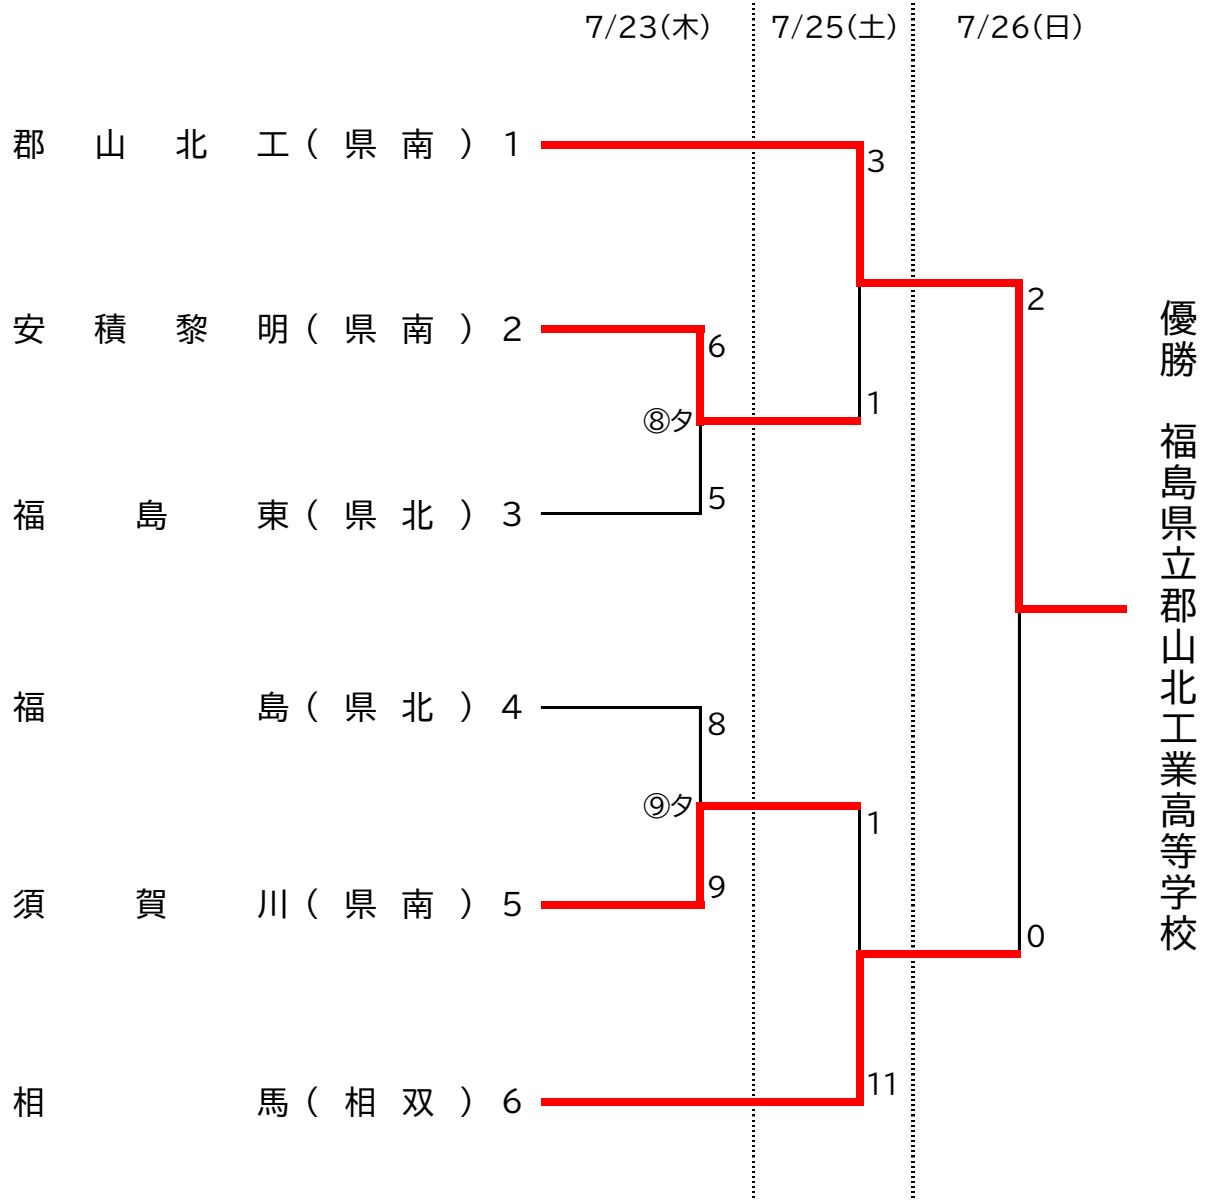 7/23(木) 7/25(土) 7/26(日)
郡山北工(県南) 1
3
2
安積黎明(県南) 2
6
⑧タ
1
福島東(県北) 3
5
福島(県北) 4
8
⑨タ
1
須賀川(県南) 5
9
0
相馬(相双) 6
11
優勝 福島県立郡山北工業高等学校